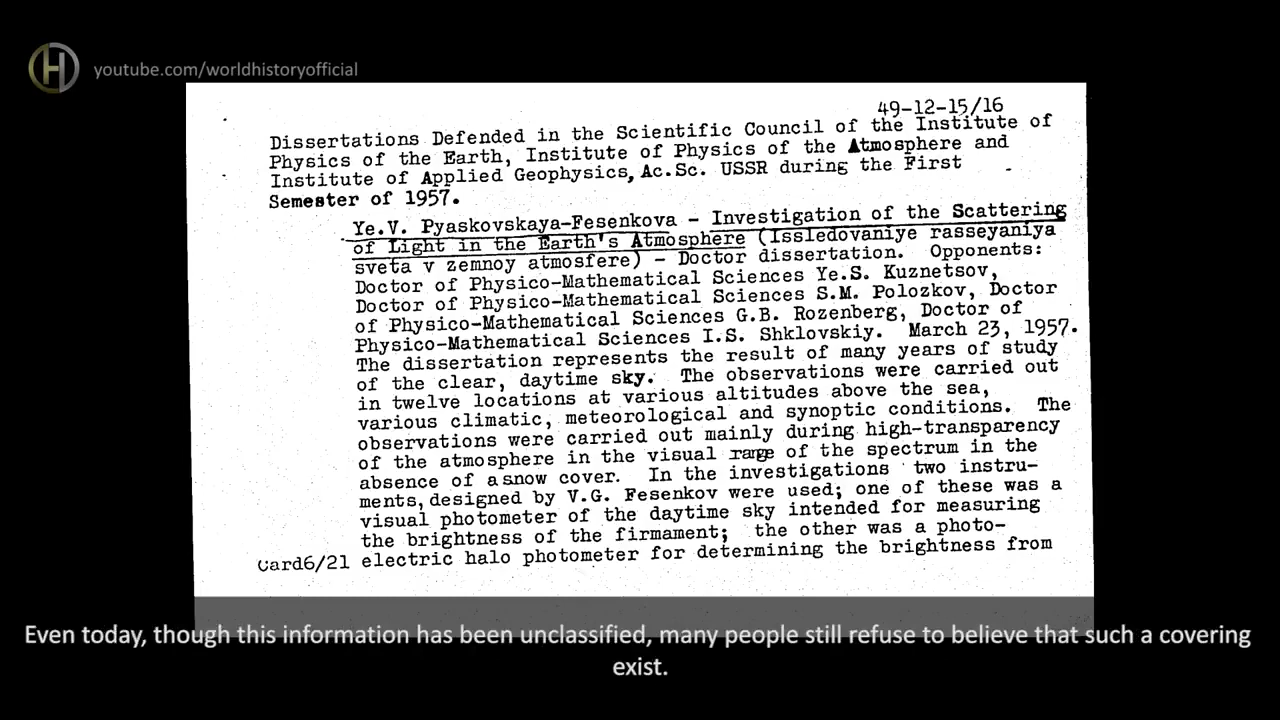 youtube.com/worldhistoryofficial
49-12-15/16
Dissertations Defended in the Scientific Council of the Institute of
Physics of the Earth, Institute of Physics of the Atmosphere and
Institute of Applied Geophysics, Ac.Sc. USSR during the First
Semester of 1957.
Ye.V. Pyaskovskaya-Fesenkova - Investigation of the Scattering
of Light in the Earth's Atmosphere (Issledovaniye rasseyaniya
sveta v zemnoy atmosfere) - Doctor dissertation. Opponents:
Doctor of Physico-Mathematical Sciences Ye.S. Kuznetsov,
Doctor of Physico-Mathematical Sciences S.M. Polozkov, Doctor
of Physico-Mathematical Sciences G.B. Rozenberg, Doctor of
Physico-Mathematical Sciences I.S. Shklovskiy. March 23, 1957.
The dissertation represents the result of many years of study
of the clear, daytime sky. The observations were carried out
in twelve locations at various altitudes above the sea,
various climatic, meteorological and synoptic conditions. The
observations were carried out mainly during high-transparency
of the atmosphere in the visual range of the spectrum in the
absence of a snow cover. In the investigations two instru-
ments, designed by V.G. Fesenkov were used; one of these was a
visual photometer of the daytime sky intended for measuring
the brightness of the firmament; the other was a photo-
Card6/21 electric halo photometer for determining the brightness from
Even today, though this information has been unclassified, many people still refuse to believe that such a covering
exist.